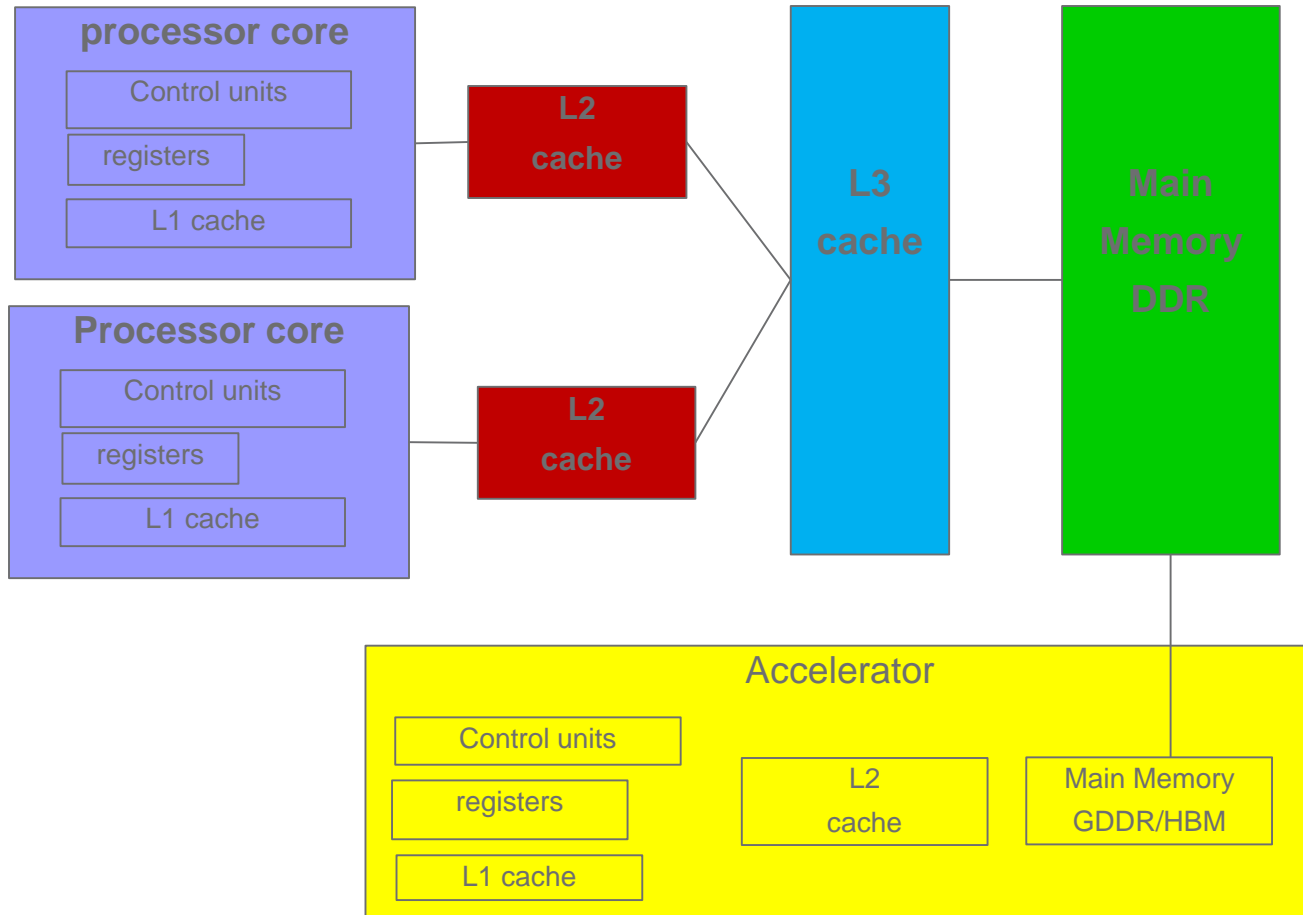 processor core
Control units
registers
L1 cache
L2
cache
Processor core
Control units
registers
L1 cache
L2
cache
L3
cache
Main
Memory
DDR
Accelerator
Control units
registers
L1 cache
L2
cache
Main Memory
GDDR/HBM